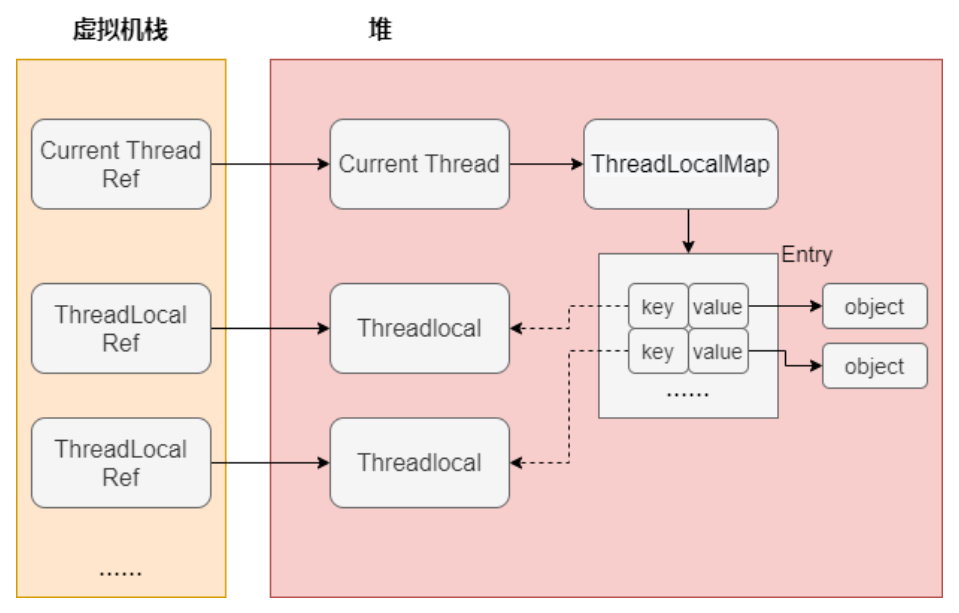 虚拟机栈
堆
Current Thread
Ref
Current Thread
ThreadLocalMap
Entry
ThreadLocal
Ref
Threadlocal
key
value
object
key
value
object
......
ThreadLocal
Ref
Threadlocal
......